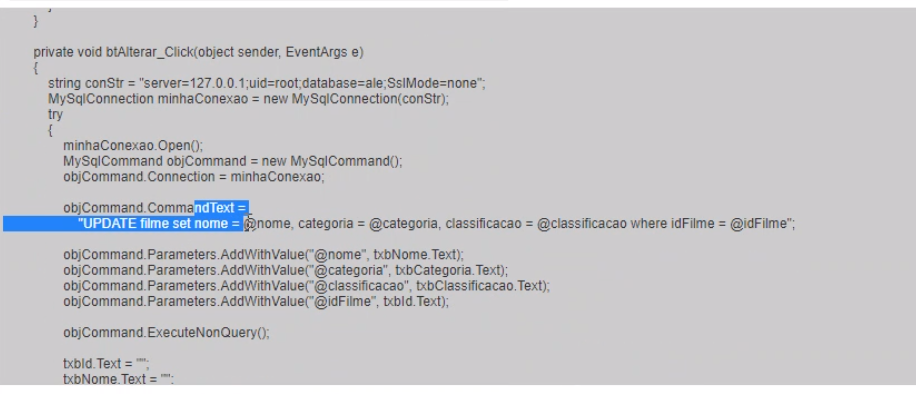 }
private void btAlterar_Click(object sender, EventArgs e)
{
string conStr = "server=127.0.0.1;uid=root;database=ale;SslMode=none";
MySqlConnection minhaConexao = new MySqlConnection(conStr);
try
{
minhaConexao.Open();
MySqlCommand objCommand = new MySqlCommand();
objCommand.Connection = minhaConexao;
objCommand.CommandText =
"UPDATE filme set nome = @nome, categoria = @categoria, classificacao = @classificacao where idFilme = @idFilme";
objCommand.Parameters.AddWithValue("@nome", txbNome.Text);
objCommand.Parameters.AddWithValue("@categoria", txbCategoria.Text);
objCommand.Parameters.AddWithValue("@classificacao", txbClassificacao.Text);
objCommand.Parameters.AddWithValue("@idFilme", txbId.Text);
objCommand.ExecuteNonQuery();
txbId.Text = "";
txbNome.Text = "";